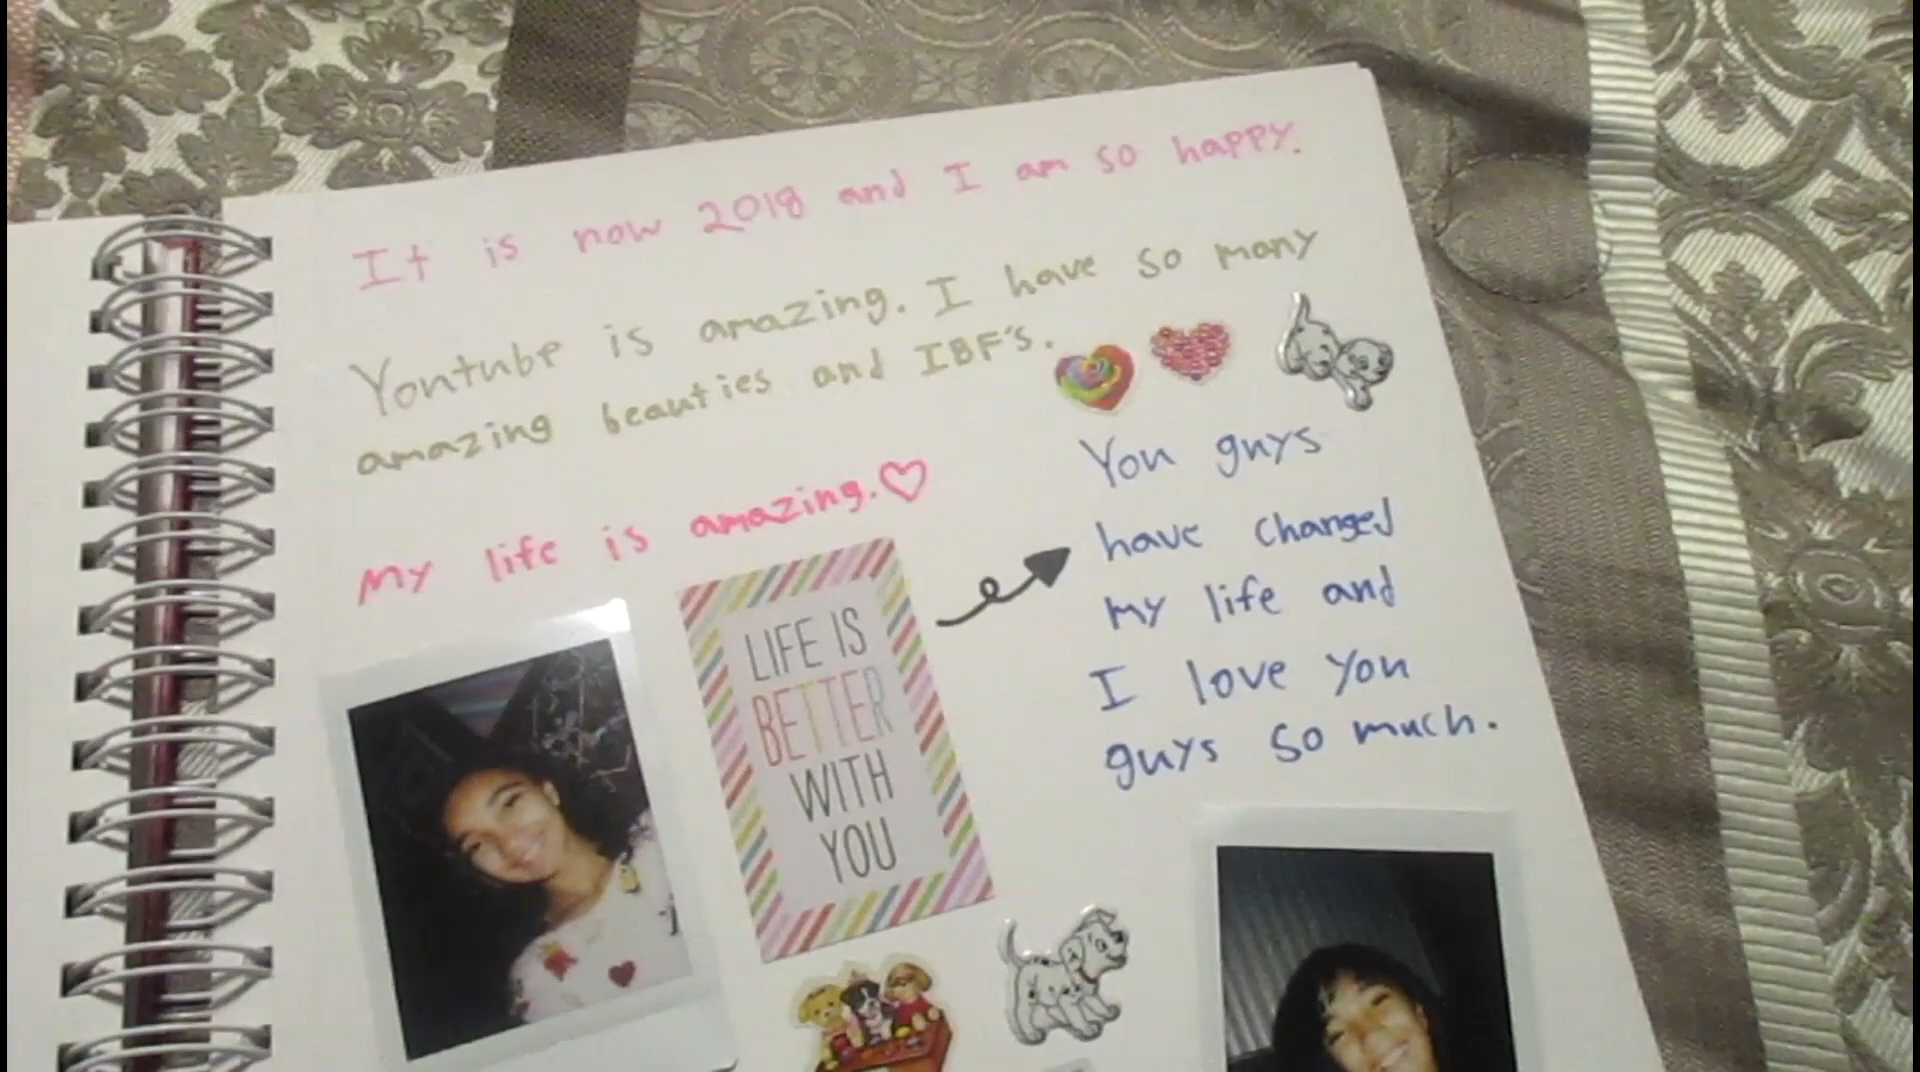 It is now 2018 and I am so happy.
Yontube is amazing. I have so many
amazing beauties and IBF's.
My life is amazing.♡
You guys
have changed
my life and
I love you
guys so much.
LIFE IS
BETTER
WITH
YOU